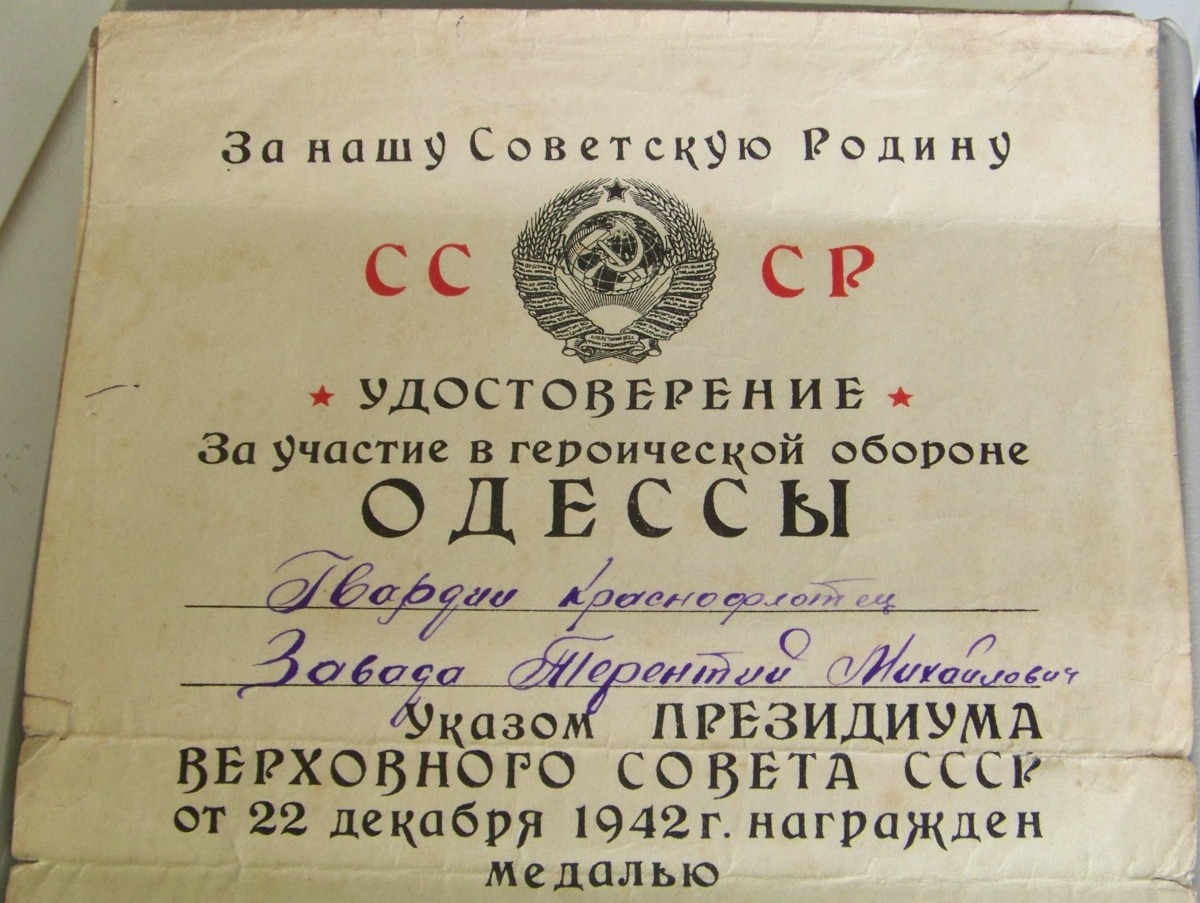 За нашу Советскую Родину
СС СР
УДОСТОВЕРЕНИЕ
За участие в героической обороне
ОДЕССЫ
Гвардии краснофлотец
Завада Терентий Михайлович
Указом ПРЕЗИДИУМА
ВЕРХОВНОГО СОВЕТА СССР
от 22 декабря 1942 г. награжден
медалью